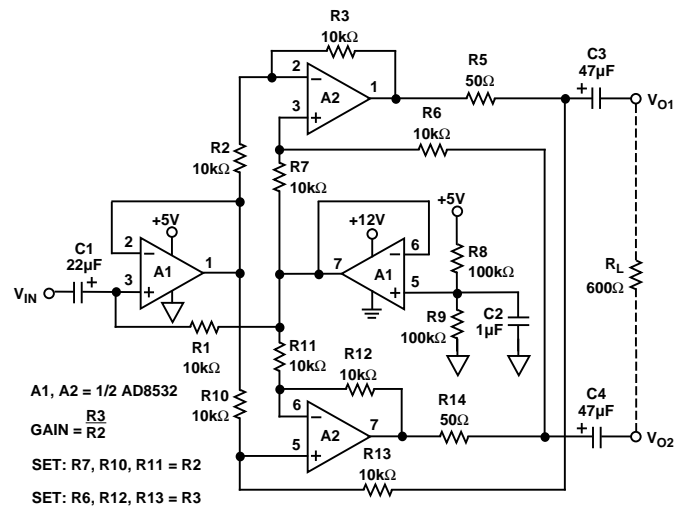 R3
10kΩ
2
1
3
A2
R5
50Ω
C3
47µF
+
VO1
R6
10kΩ
R2
10kΩ
R7
10kΩ
+5V
+12V
+5V
2
1
3
A1
C1
22µF
+
VIN
7
6
5
A1
R8
100kΩ
R9
100kΩ
C2
1µF
RL
600Ω
R1
10kΩ
R11
10kΩ
R12
10kΩ
R10
10kΩ
6
7
5
A2
R14
50Ω
C4
47µF
+
VO2
R13
10kΩ
A1, A2 = 1/2 AD8532
GAIN = R3
R2
SET: R7, R10, R11 = R2
SET: R6, R12, R13 = R3